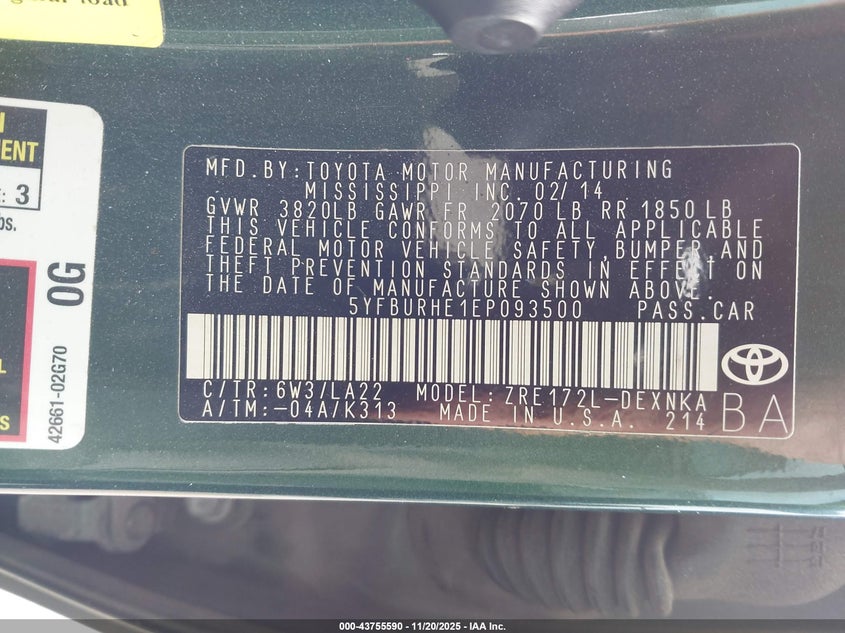 N
ENT
: 3
bs.
L
S
0G
42661-02G70
MFD.BY:TOYOTA MOTOR MANUFACTURING
MISSISSIPPI INC. 02/14
GVWR 3820LB GAWR FR 2070 LB RR 1850 LB
THIS VEHICLE CONFORMS TO ALL APPLICABLE
FEDERAL MOTOR VEHICLE SAFETY,BUMPER,AND
THEFT PREVENTION STANDARDS IN EFFECT ON
THE DATE OF MANUFACTURE SHOWN ABOVE.
5YFBURHE1EP093500 PASS.CAR
C/TR:6W3/LA22 MODEL:ZRE172L-DEXNKA
A/TM:-04A/K313 MADE IN U.S.A. 214
BA
000-43755590 - 11/20/2025 - IAA Inc.